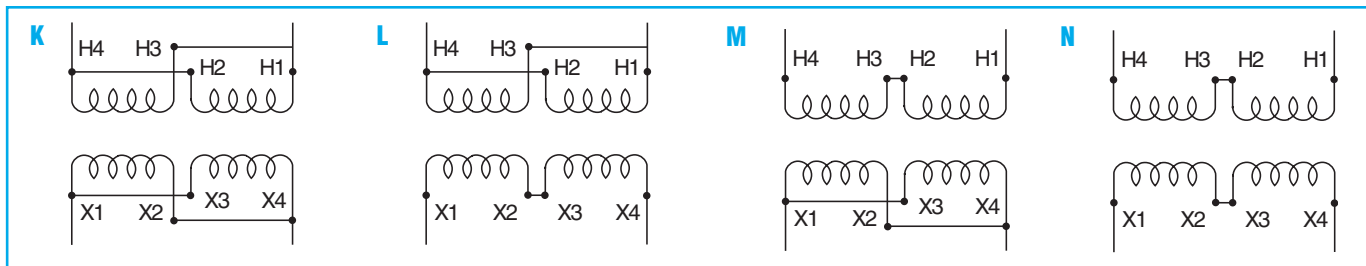 K H4 H3 H2 H1 X1 X2 X3 X4
L H4 H3 H2 H1 X1 X2 X3 X4
M H4 H3 H2 H1 X1 X2 X3 X4
N H4 H3 H2 H1 X1 X2 X3 X4